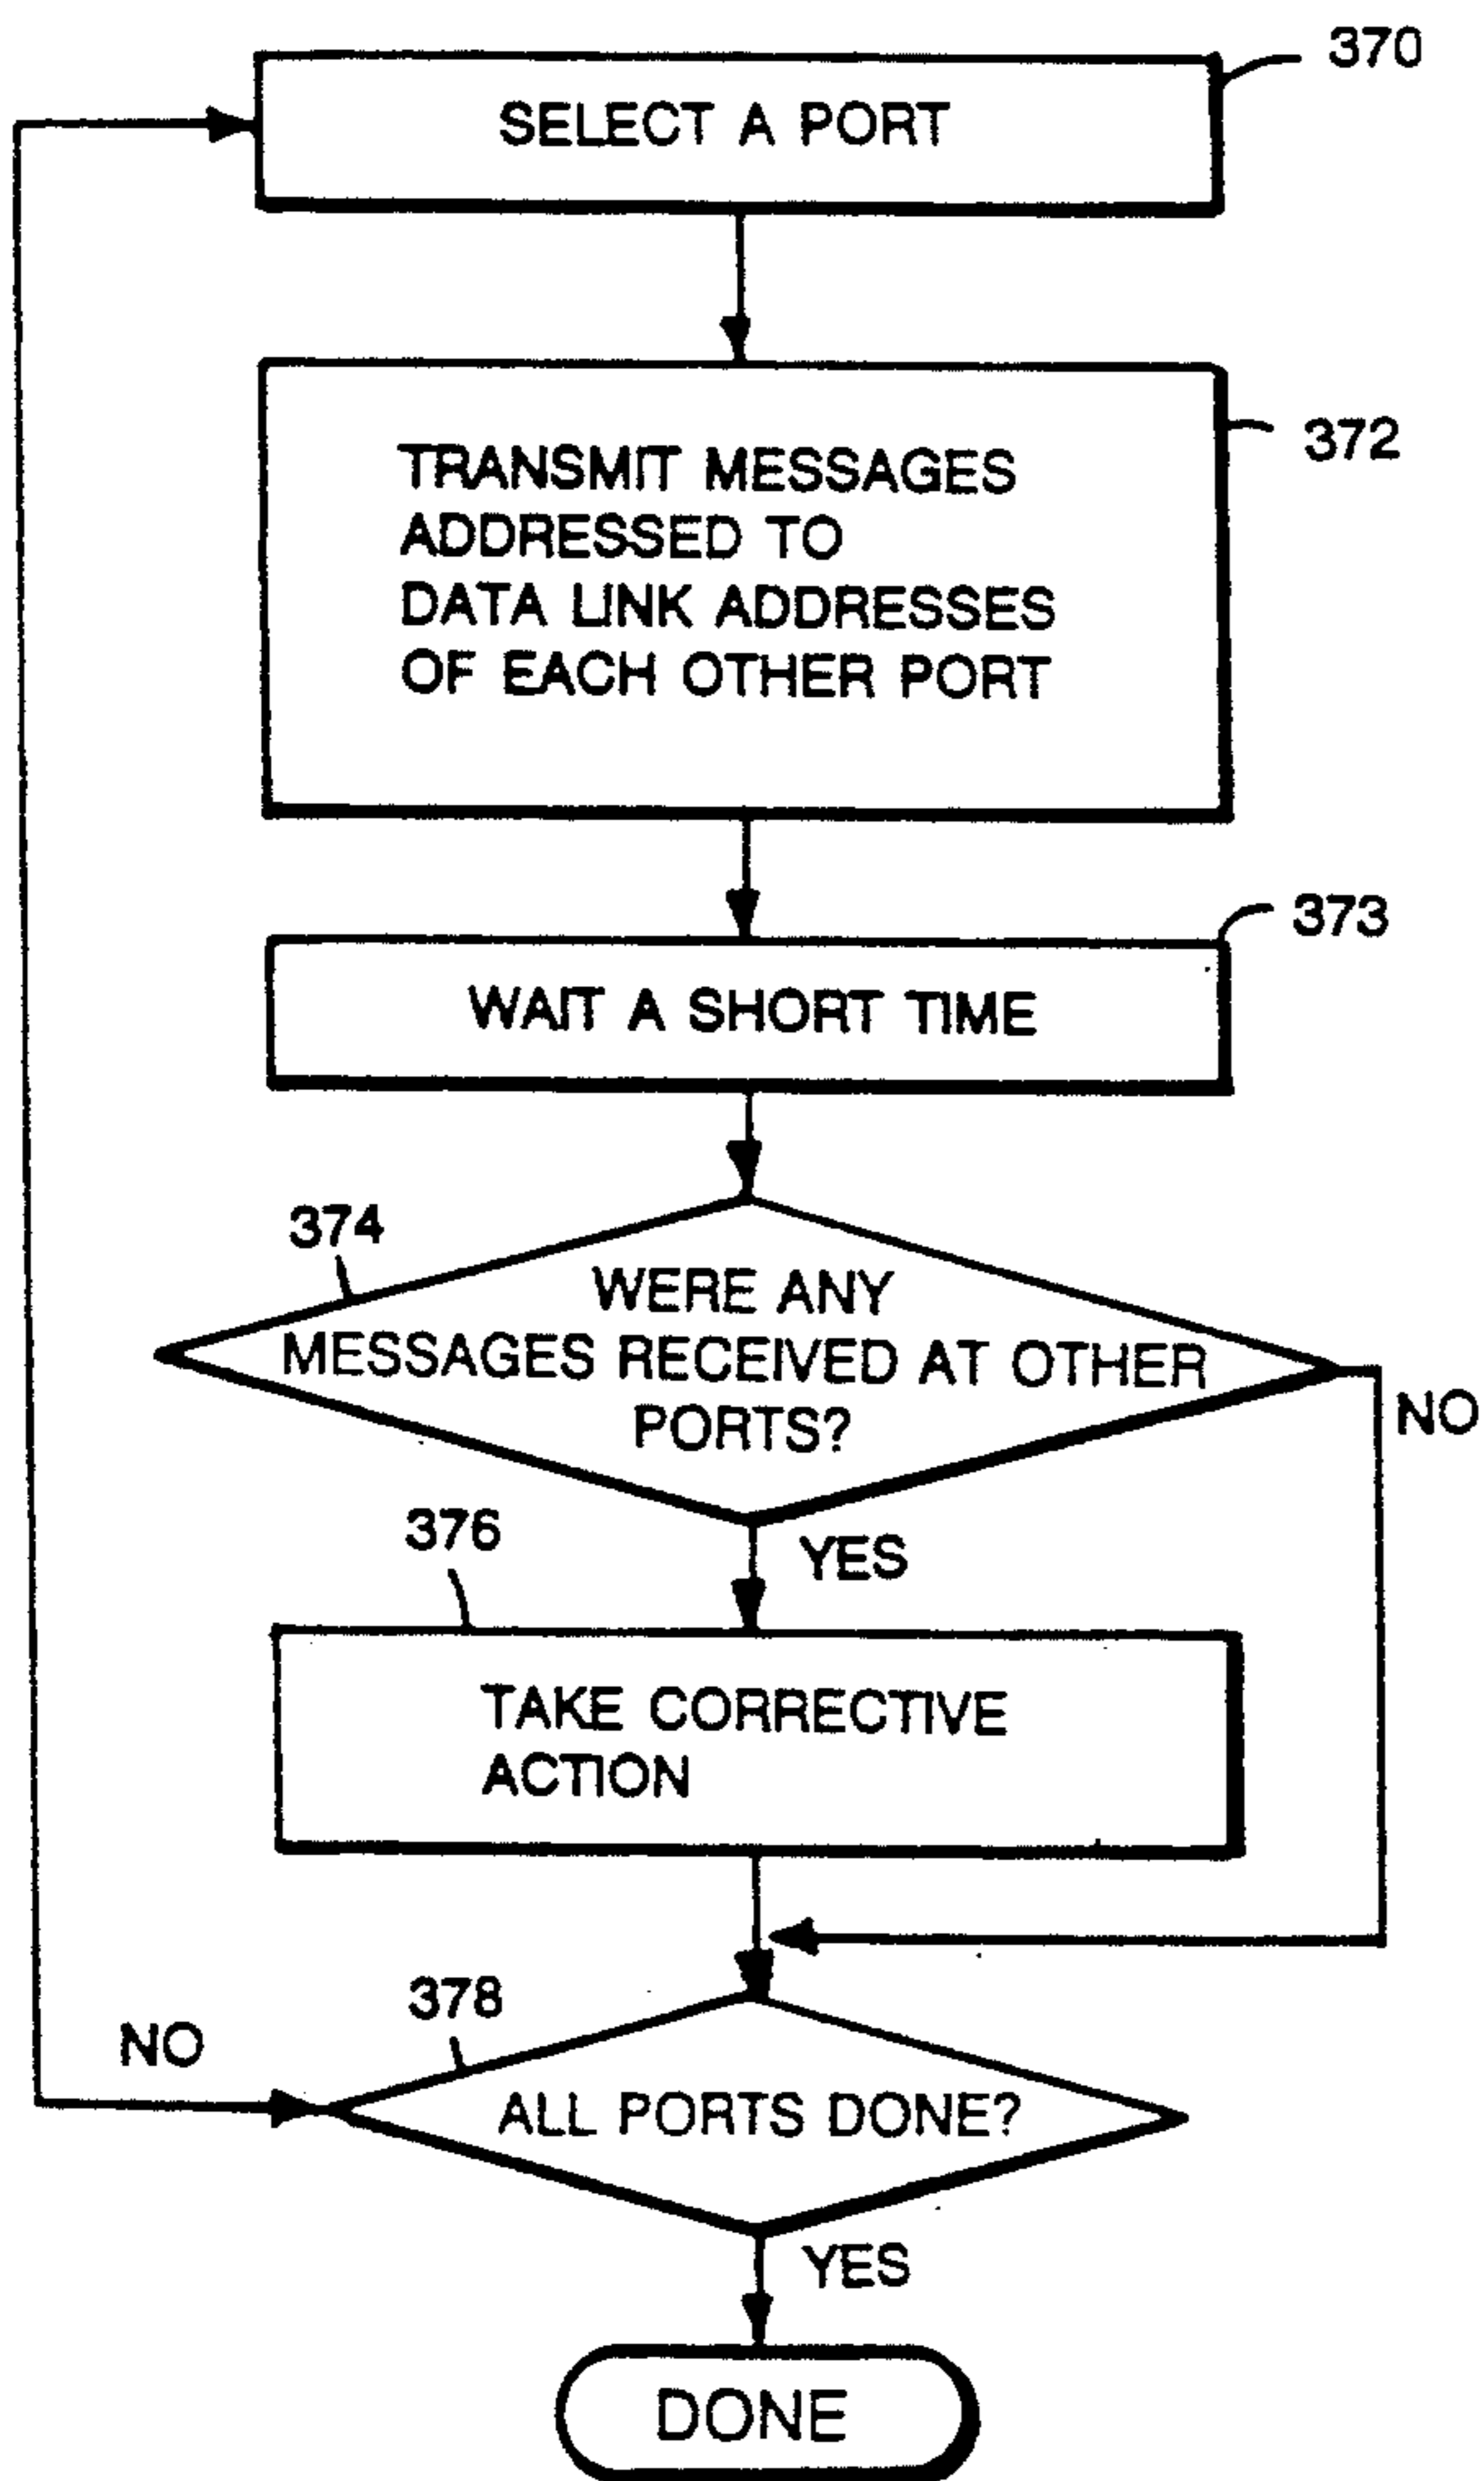 370
SELECT A PORT
372
TRANSMIT MESSAGES
ADDRESSED TO
DATA LINK ADDRESSES
OF EACH OTHER PORT
373
WAIT A SHORT TIME
374
WERE ANY
MESSAGES RECEIVED AT OTHER
PORTS?
NO
376
YES
TAKE CORRECTIVE
ACTION
378
NO
ALL PORTS DONE?
YES
DONE